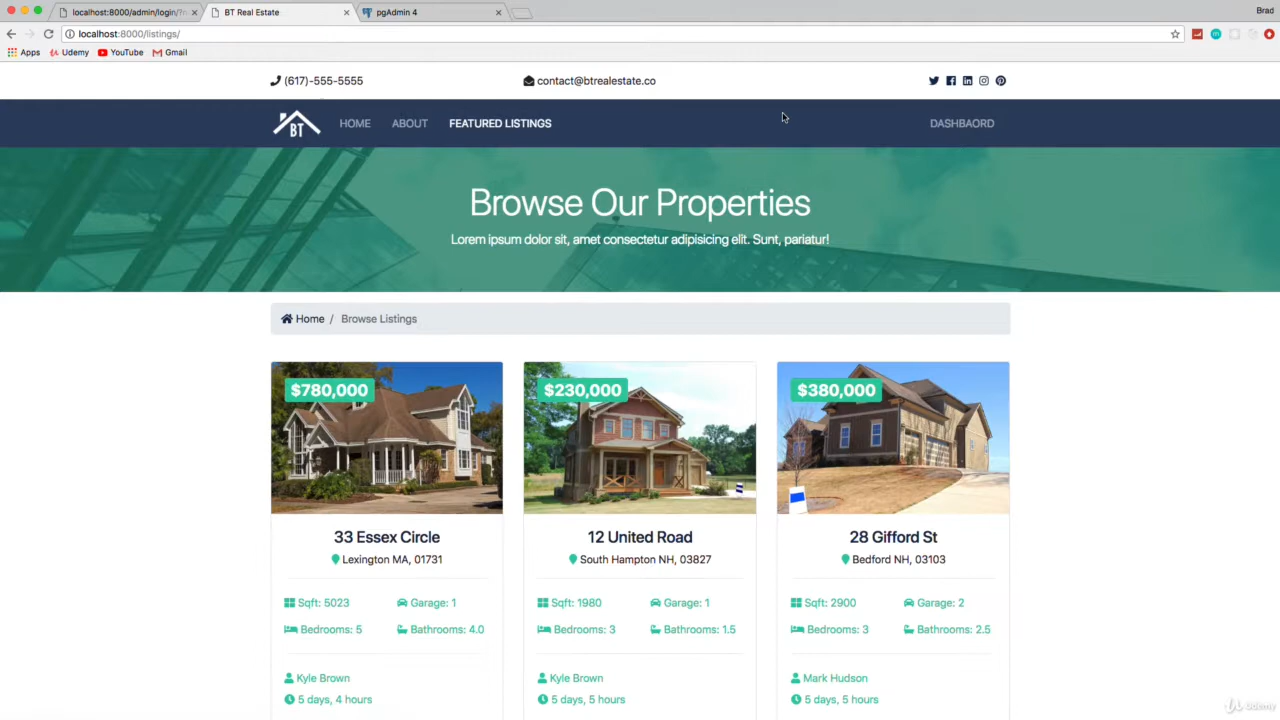 localhost:8000/admin/login/?n
BT Real Estate
pgAdmin 4
Brad
localhost:8000/listings/
Apps
Udemy
YouTube
Gmail
(617)-555-5555
contact@btrealestate.co
BT
HOME
ABOUT
FEATURED LISTINGS
DASHBAORD
Browse Our Properties
Lorem ipsum dolor sit, amet consectetur adipisicing elit. Sunt, pariatur!
Home / Browse Listings
$780,000
$230,000
$380,000
33 Essex Circle
12 United Road
28 Gifford St
Lexington MA, 01731
South Hampton NH, 03827
Bedford NH, 03103
Sqft: 5023
Garage: 1
Sqft: 1980
Garage: 1
Sqft: 2900
Garage: 2
Bedrooms: 5
Bathrooms: 4.0
Bedrooms: 3
Bathrooms: 1.5
Bedrooms: 3
Bathrooms: 2.5
Kyle Brown
Kyle Brown
Mark Hudson
5 days, 4 hours
5 days, 5 hours
5 days, 5 hours
udemy